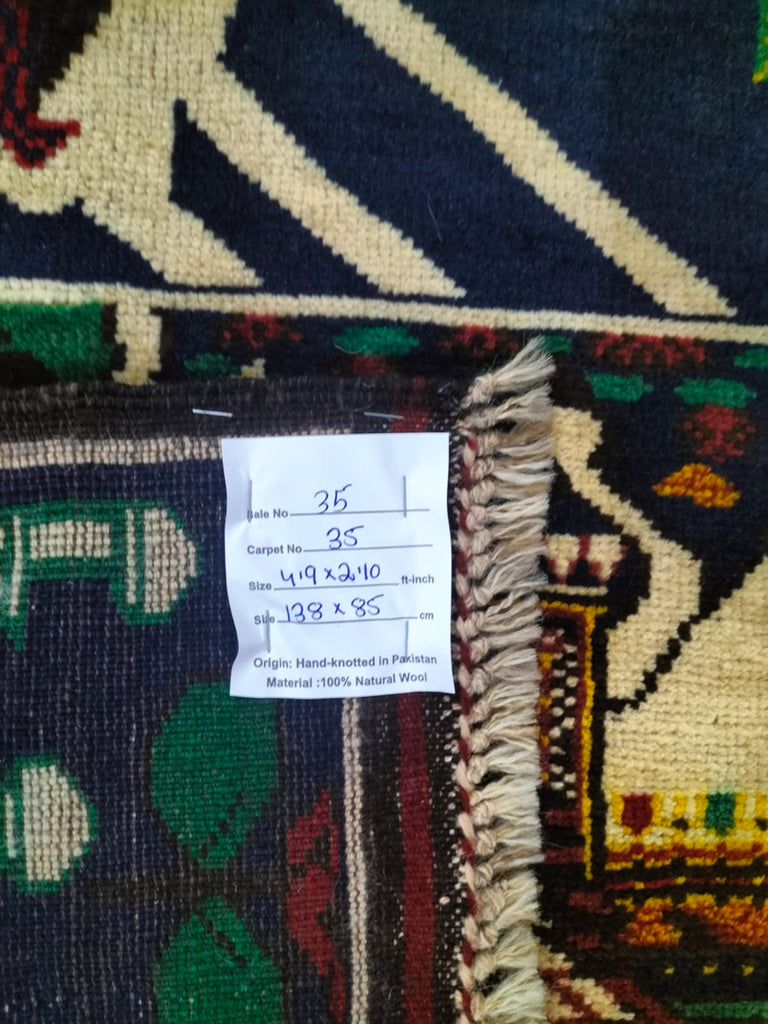 Bale No 35
Carpet No 35
Size 4'9 x 2'10 ft-inch
Size 138 x 85 cm
Origin: Hand-knotted in Pakistan
Material :100% Natural Wool